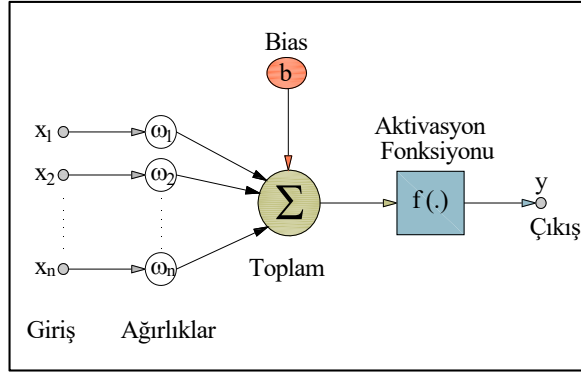 Bias
b
Aktivasyon
Fonksiyonu
x1
ω1
x2
ω2
Σ
f (.)
y
Çıkış
Toplam
xn
ωn
Giriş
Ağırlıklar